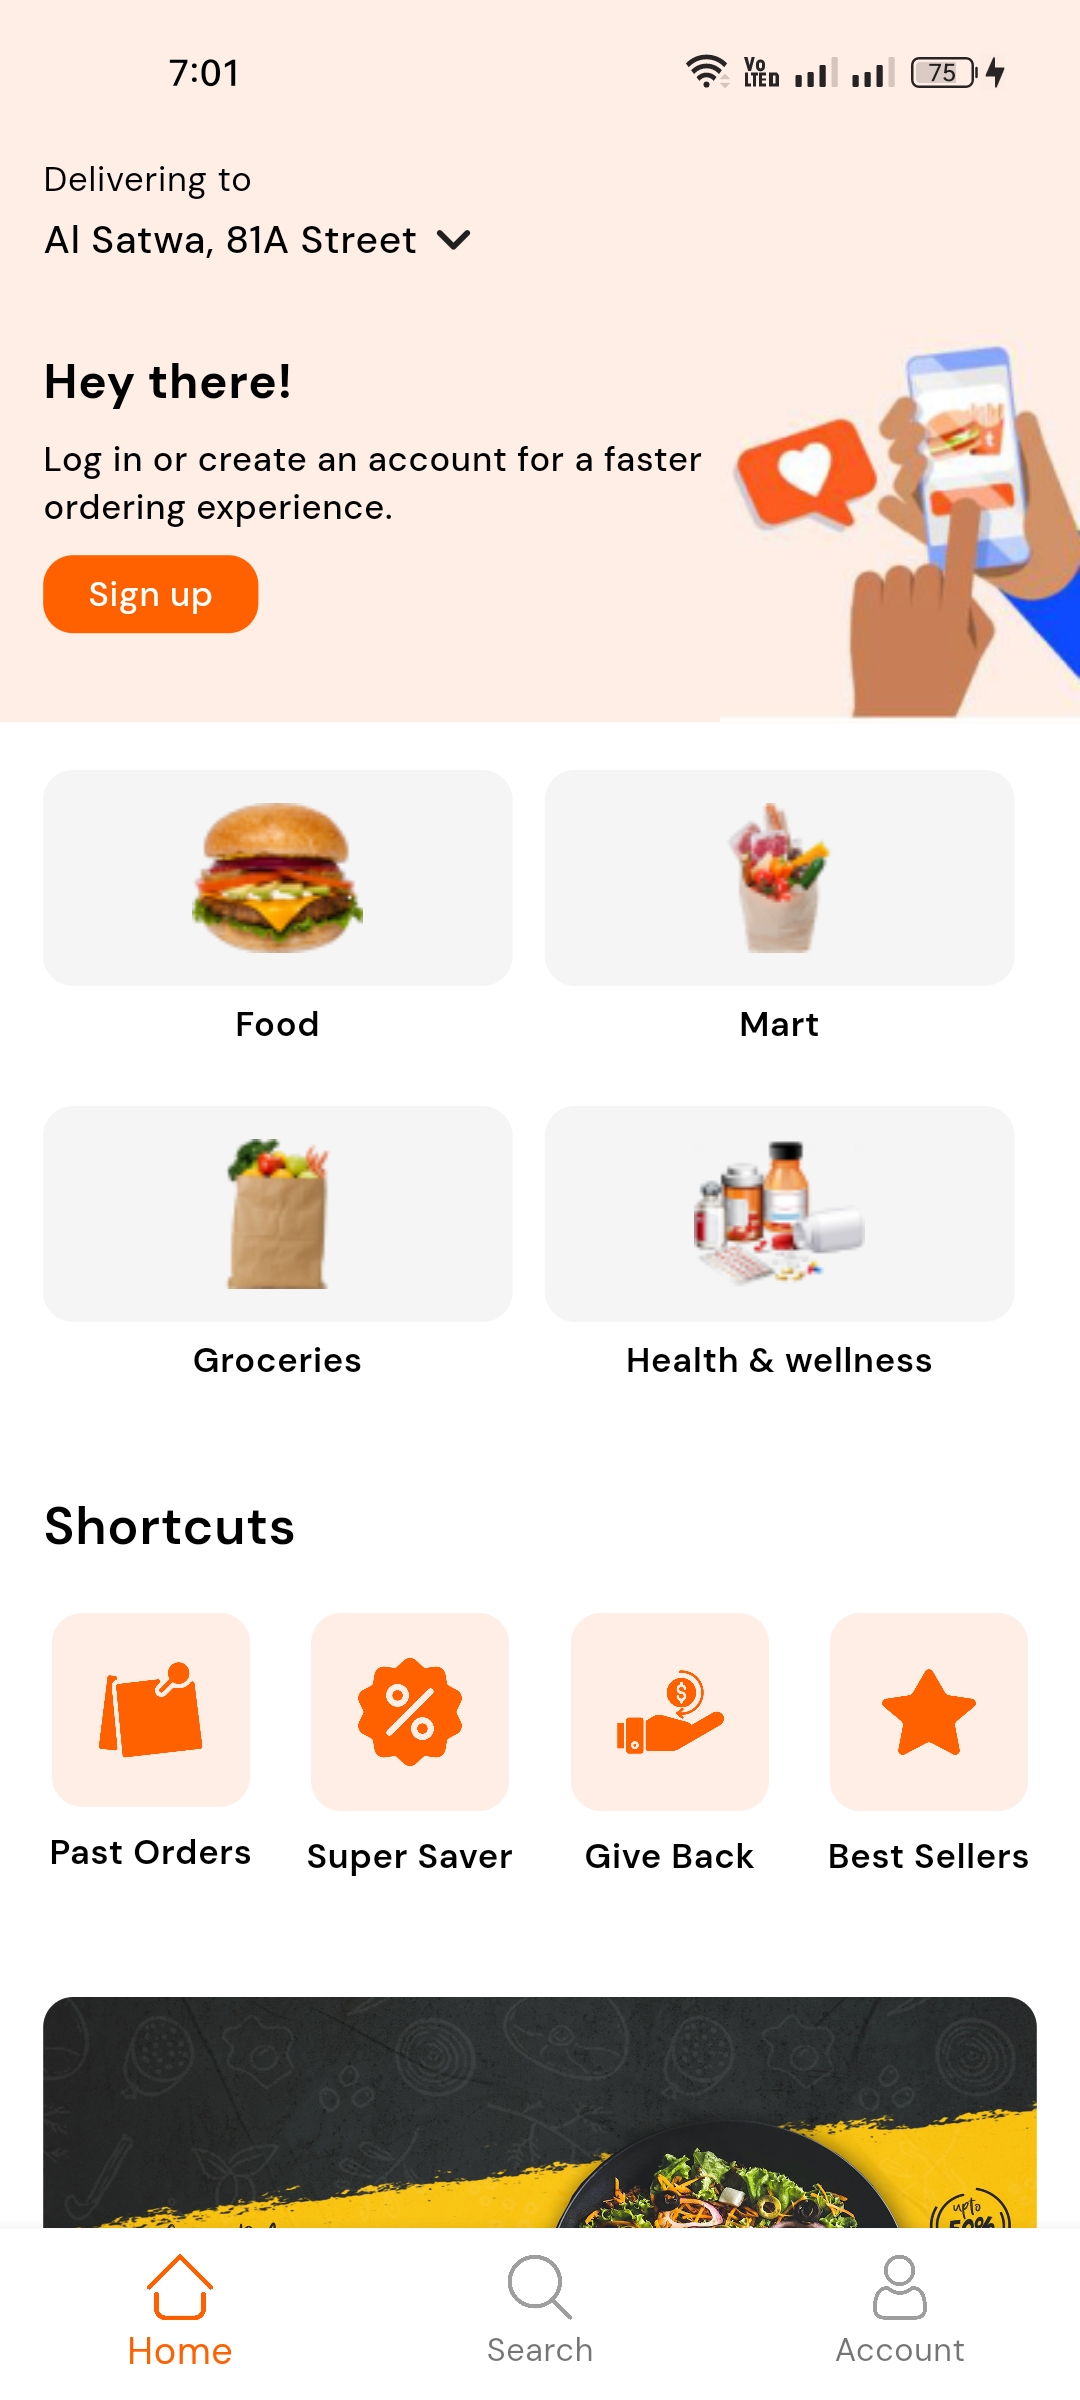 7:01
Vo
LTED
75
Delivering to
Al Satwa, 81A Street
Hey there!
Log in or create an account for a faster
ordering experience.
Sign up
Food
Mart
Groceries
Health & wellness
Shortcuts
Past Orders
Super Saver
Give Back
Best Sellers
upto
50%
Home
Search
Account